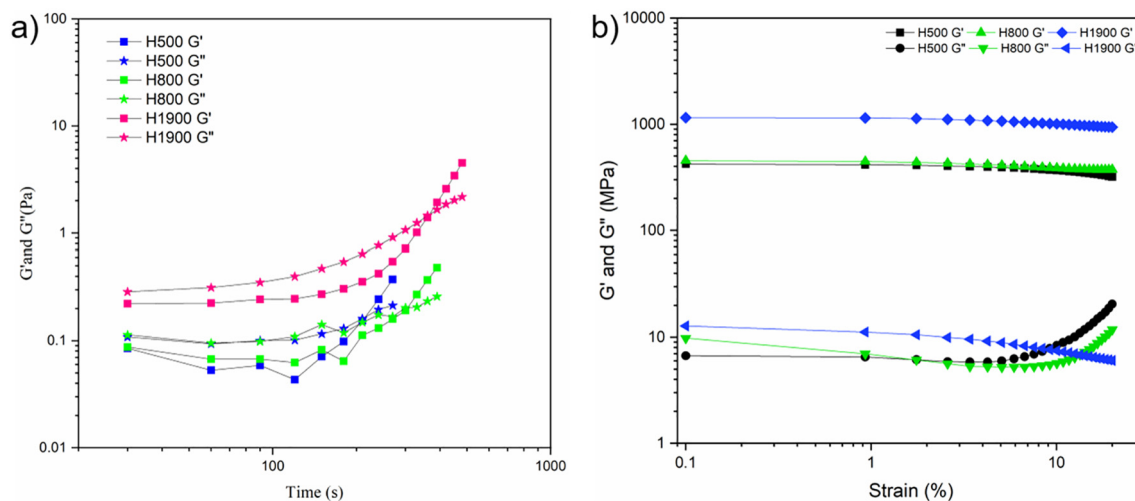 a)
H500 G'
H500 G"
H800 G'
H800 G"
H1900 G'
H1900 G"
100
10
1
0.1
0.01
G'and G"(Pa)
100
1000
Time (s)
b)
H500 G' H800 G' H1900 G'
H500 G" H800 G" H1900 G
10000
1000
100
10
1
G' and G" (MPa)
0.1
1
10
Strain (%)